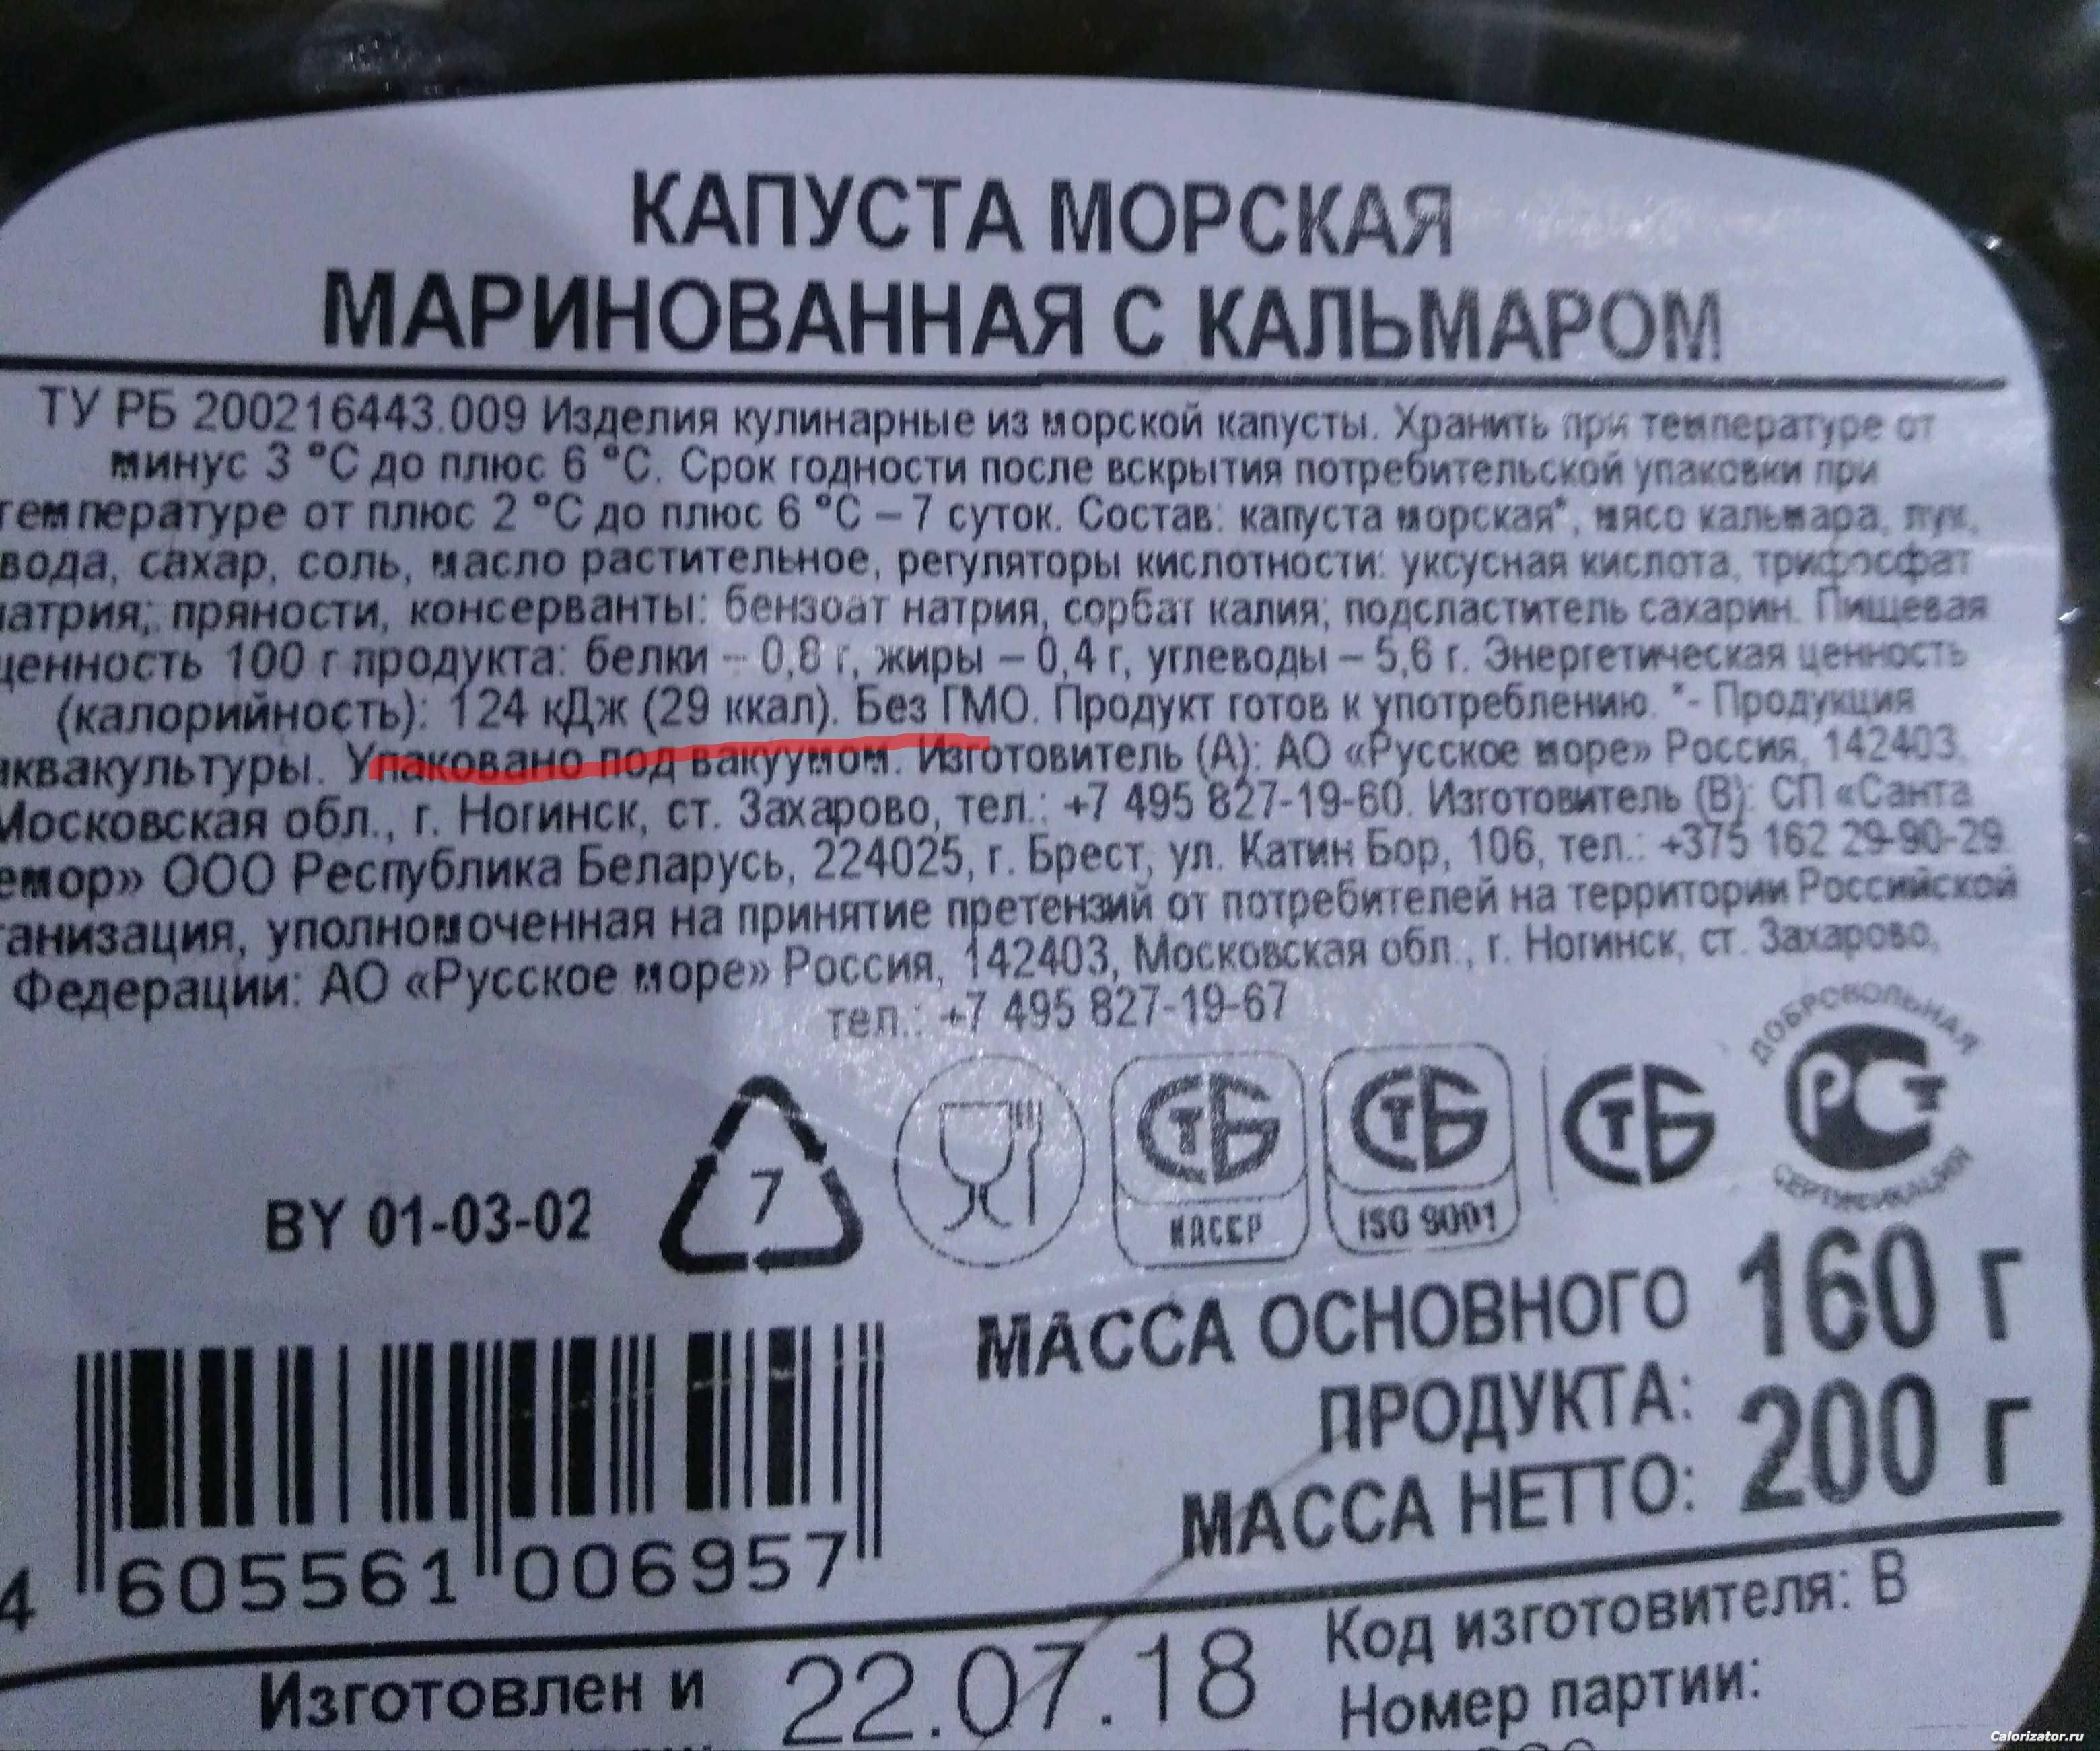 КАПУСТА МОРСКАЯ
МАРИНОВАННАЯ С КАЛЬМАРОМ
ТУ РБ 200216443.009 Изделия кулинарные из морской капусты. Хранить при температуре от
минус 3 °С до плюс 6 °С. Срок годности после вскрытия потребительской упаковки при
температуре от плюс 2 °С до плюс 6 °С – 7 суток. Состав: капуста морская*, мясо кальмара, лук,
вода, сахар, соль, масло растительное, регуляторы кислотности: уксусная кислота, трифосфат
натрия; пряности, консерванты: бензоат натрия, сорбат калия; подсластитель сахарин. Пищевая
ценность 100 г продукта: белки – 0,8 г, жиры – 0,4 г, углеводы – 5,6 г. Энергетическая ценность
(калорийность): 124 кДж (29 ккал). Без ГМО. Продукт готов к употреблению. *- Продукция
аквакультуры. Упаковано под вакуумом. Изготовитель (А): АО «Русское море» Россия, 142403,
Московская обл., г. Ногинск, ст. Захарово, тел.: +7 495 827-19-60. Изготовитель (В): СП «Санта
емор» ООО Республика Беларусь, 224025, г. Брест, ул. Катин Бор, 106, тел.: +375 162 29-90-29.
ганизация, уполномоченная на принятие претензий от потребителей на территории Российской
Федерации: АО «Русское море» Россия, 142403, Московская обл., г. Ногинск, ст. Захарово,
тел.: +7 495 827-19-67
ДОБРОВОЛЬНАЯ
СТБ СТБ СТБ РСТ
СЕРТИФИКАЦИЯ
BY 01-03-02 7 НАССР ISO 9001
МАССА ОСНОВНОГО 160 г
ПРОДУКТА:
МАССА НЕТТО: 200 г
4 605561 006957
Изготовлен и 22.07.18 Код изготовителя: В
Номер партии:
Calorizator.ru